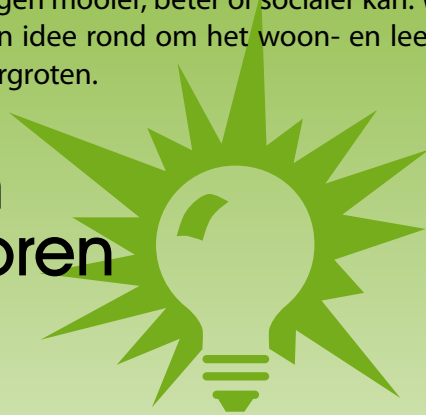 gen mooier, beter of socialer kan.
n idee rond om het woon- en lee
rgroten.
oren